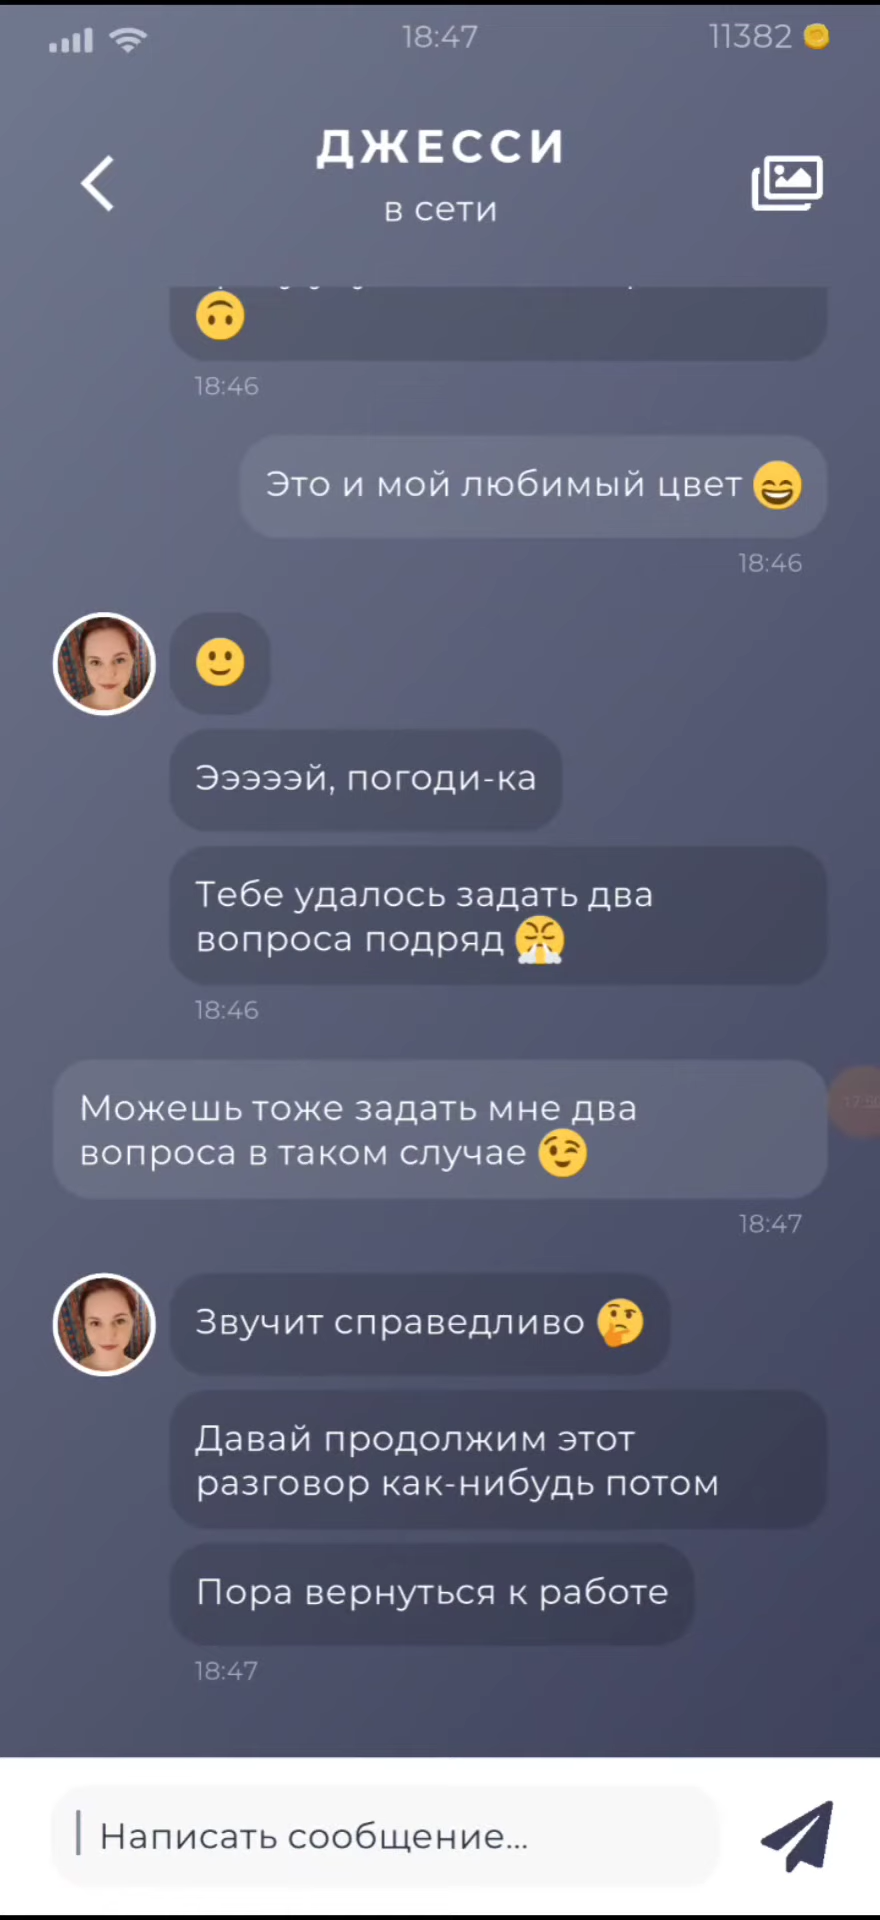 18:47
11382
ДЖЕССИ
в сети
🙃
18:46
Это и мой любимый цвет 😄
18:46
🙂
Эээээй, погоди-ка
Тебе удалось задать два
вопроса подряд 😤
18:46
Можешь тоже задать мне два
вопроса в таком случае 😉
18:47
Звучит справедливо 🤔
Давай продолжим этот
разговор как-нибудь потом
Пора вернуться к работе
18:47
Написать сообщение...